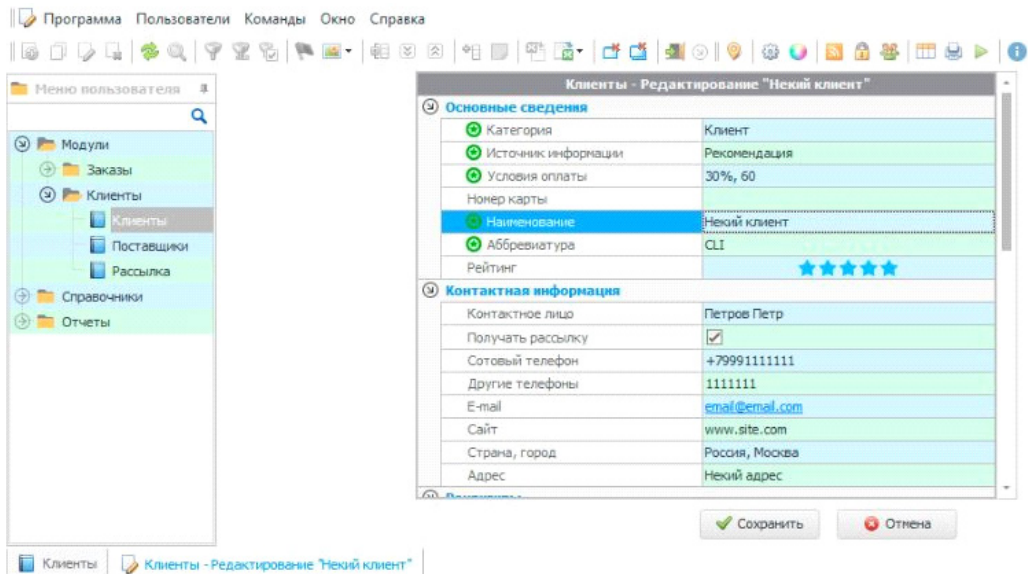 Программа Пользователи Команды Окно Справка
Меню пользователя
Модули
Заказы
Клиенты
Клиенты
Поставщики
Рассылка
Справочники
Отчеты
Клиенты - Редактирование "Некий клиент"
Основные сведения
Категория Клиент
Источник информации Рекомендация
Условия оплаты 30%, 60
Номер карты
Наименование Некий клиент
Аббревиатура CLI
Рейтинг
Контактная информация
Контактное лицо Петров Петр
Получать рассылку
Сотовый телефон +79991111111
Другие телефоны 1111111
E-mail email@email.com
Сайт www.site.com
Страна, город Россия, Москва
Адрес Некий адрес
Сохранить Отмена
Клиенты Клиенты - Редактирование "Некий клиент"